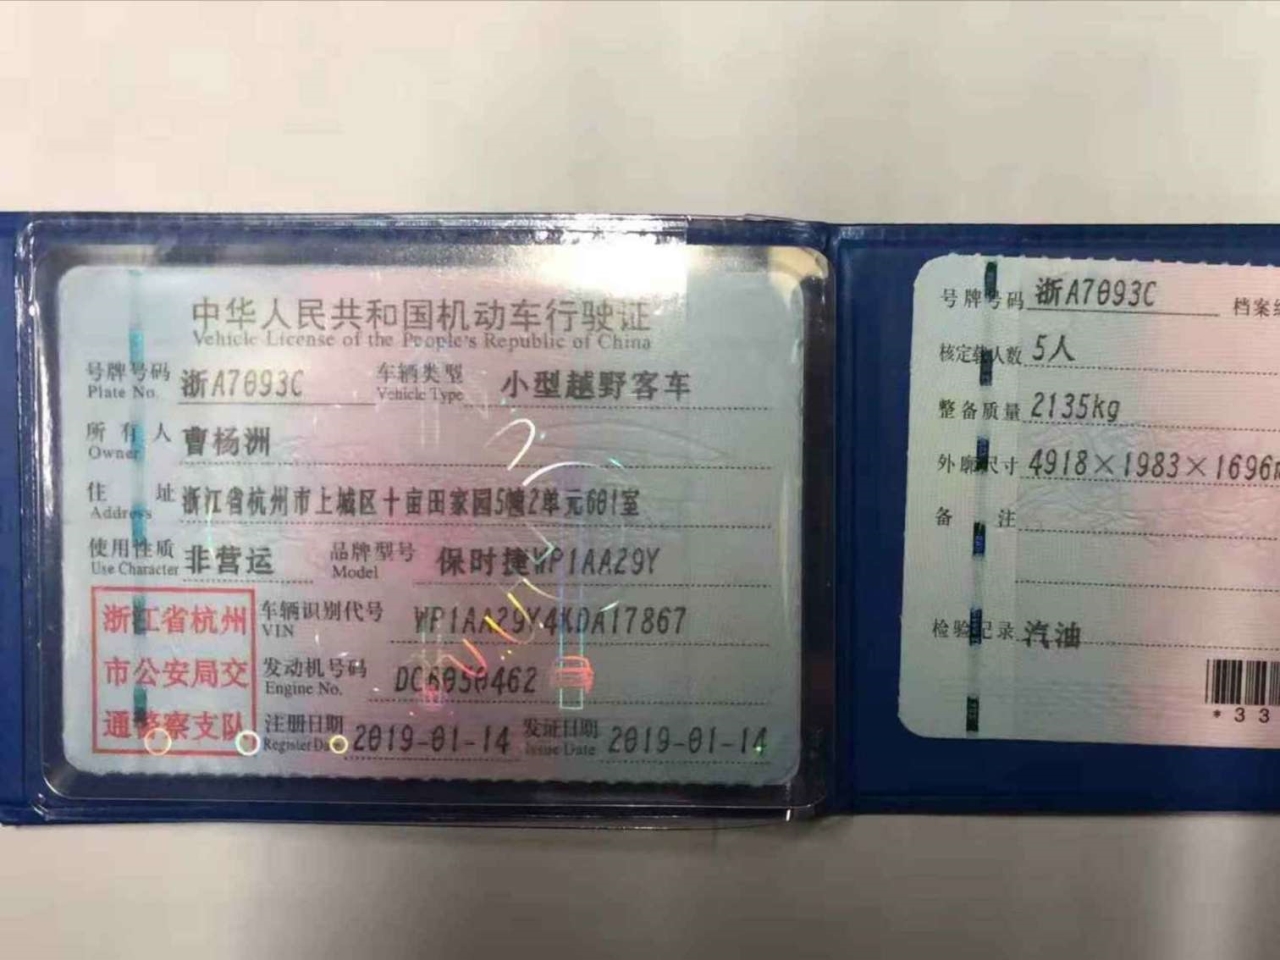 中华人民共和国机动车行驶证
Vehicle License of the People's Republic of China
号牌号码 浙A7093C 车辆类型 小型越野客车
Plate No. Vehicle Type
所有人 曹杨洲
Owner
住址 浙江省杭州市上城区十亩田家园5幢2单元601室
Address
使用性质 非营运 品牌型号 保时捷WP1AA29Y
Use Character Model
浙江省杭州
市公安局交
通警察支队
车辆识别代号 WP1AA29Y4KDA17867
VIN
发动机号码 DC6050462
Engine No.
注册日期 2019-01-14 发证日期 2019-01-14
Register Date Issue Date
号牌号码 浙A7093C 档案
核定载人数 5人
整备质量 2135kg
外廓尺寸 4918×1983×1696
备注
检验记录 汽油
*33